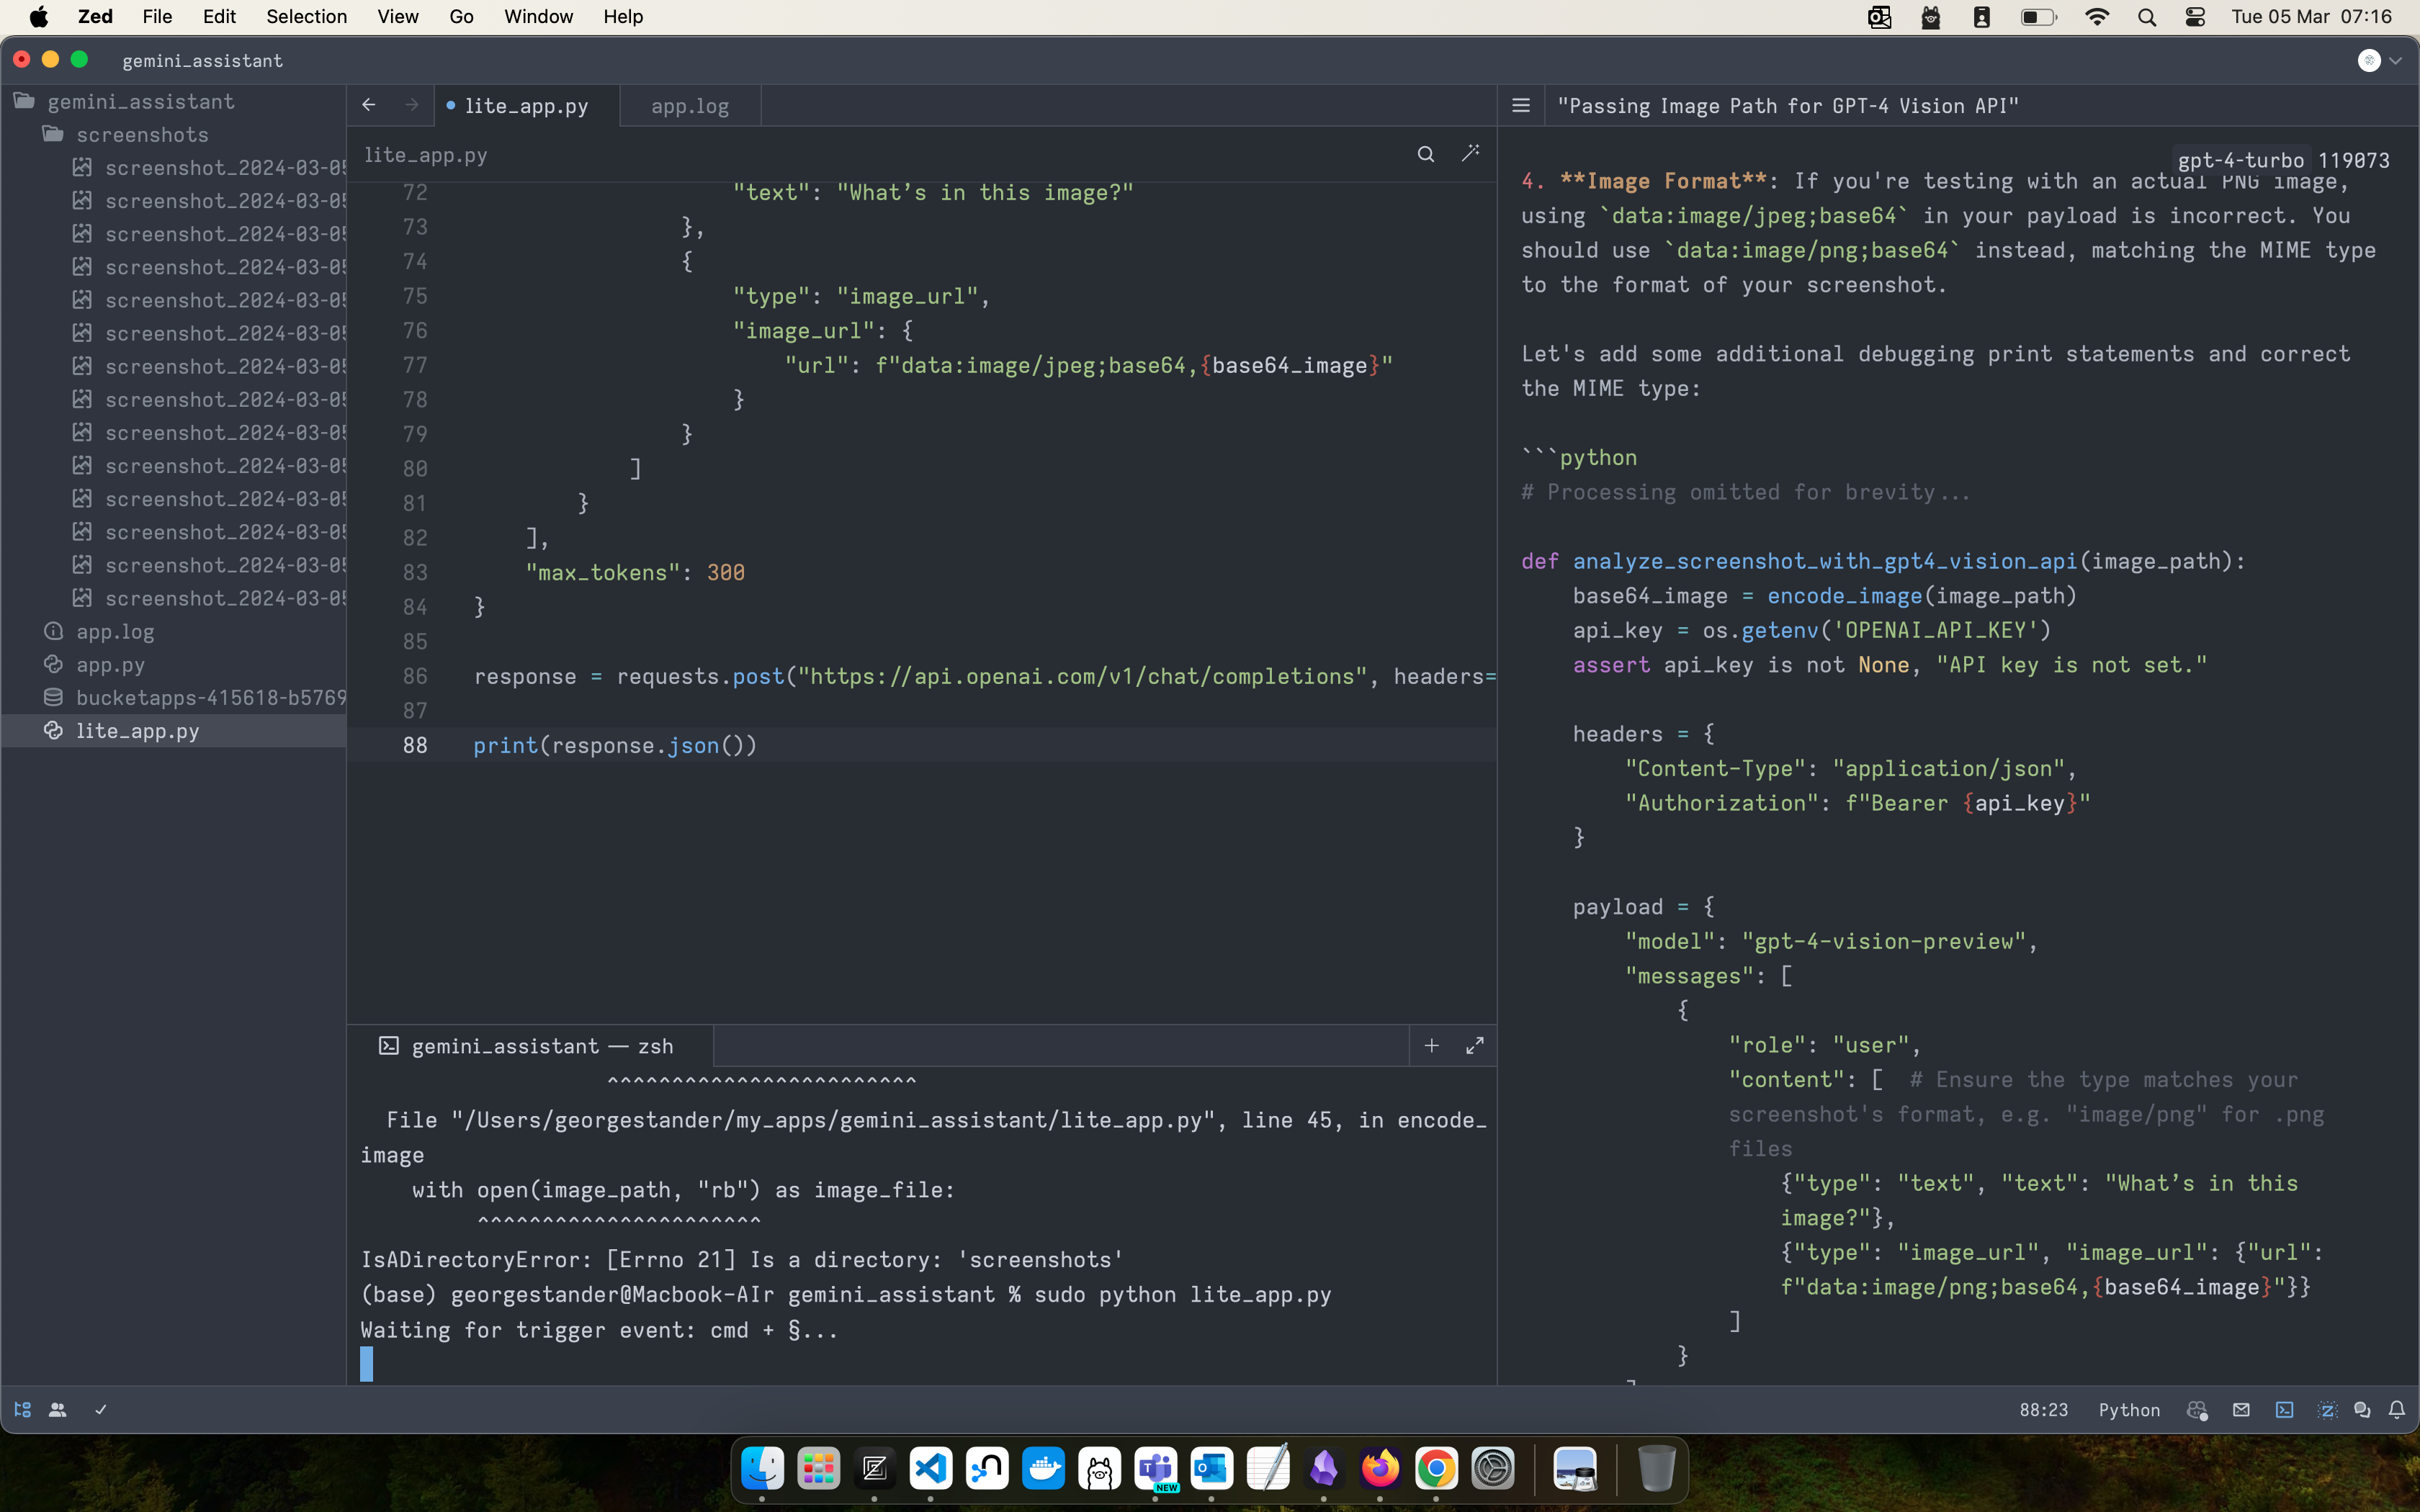 Zed File Edit Selection View Go Window Help
Tue 05 Mar 07:16
gemini_assistant
gemini_assistant
screenshots
screenshot_2024-03-05
screenshot_2024-03-05
screenshot_2024-03-05
screenshot_2024-03-05
screenshot_2024-03-05
screenshot_2024-03-05
screenshot_2024-03-05
screenshot_2024-03-05
screenshot_2024-03-05
screenshot_2024-03-05
screenshot_2024-03-05
screenshot_2024-03-05
screenshot_2024-03-05
screenshot_2024-03-05
app.log
app.py
bucketapps-415618-b5769
lite_app.py
lite_app.py
app.log
lite_app.py
72 "text": "What’s in this image?"
73 },
74 {
75 "type": "image_url",
76 "image_url": {
77 "url": f"data:image/jpeg;base64,{base64_image}"
78 }
79 }
80 ]
81 }
82 ],
83 "max_tokens": 300
84 }
85
86 response = requests.post("https://api.openai.com/v1/chat/completions", headers=
87
88 print(response.json())
gemini_assistant — zsh
^^^^^^^^^^^^^^^^^^^^^^^^
File "/Users/georgestander/my_apps/gemini_assistant/lite_app.py", line 45, in encode_
image
with open(image_path, "rb") as image_file:
^^^^^^^^^^^^^^^^^^^^^^
IsADirectoryError: [Errno 21] Is a directory: 'screenshots'
(base) georgestander@Macbook-AIr gemini_assistant % sudo python lite_app.py
Waiting for trigger event: cmd + §...
"Passing Image Path for GPT-4 Vision API"
gpt-4-turbo 119073
4. **Image Format**: If you're testing with an actual PNG image,
using `data:image/jpeg;base64` in your payload is incorrect. You
should use `data:image/png;base64` instead, matching the MIME type
to the format of your screenshot.
Let's add some additional debugging print statements and correct
the MIME type:
```python
# Processing omitted for brevity...
def analyze_screenshot_with_gpt4_vision_api(image_path):
base64_image = encode_image(image_path)
api_key = os.getenv('OPENAI_API_KEY')
assert api_key is not None, "API key is not set."
headers = {
"Content-Type": "application/json",
"Authorization": f"Bearer {api_key}"
}
payload = {
"model": "gpt-4-vision-preview",
"messages": [
{
"role": "user",
"content": [ # Ensure the type matches your
screenshot's format, e.g. "image/png" for .png
files
{"type": "text", "text": "What’s in this
image?"},
{"type": "image_url", "image_url": {"url":
f"data:image/png;base64,{base64_image}"}}
]
}
88:23 Python
NEW